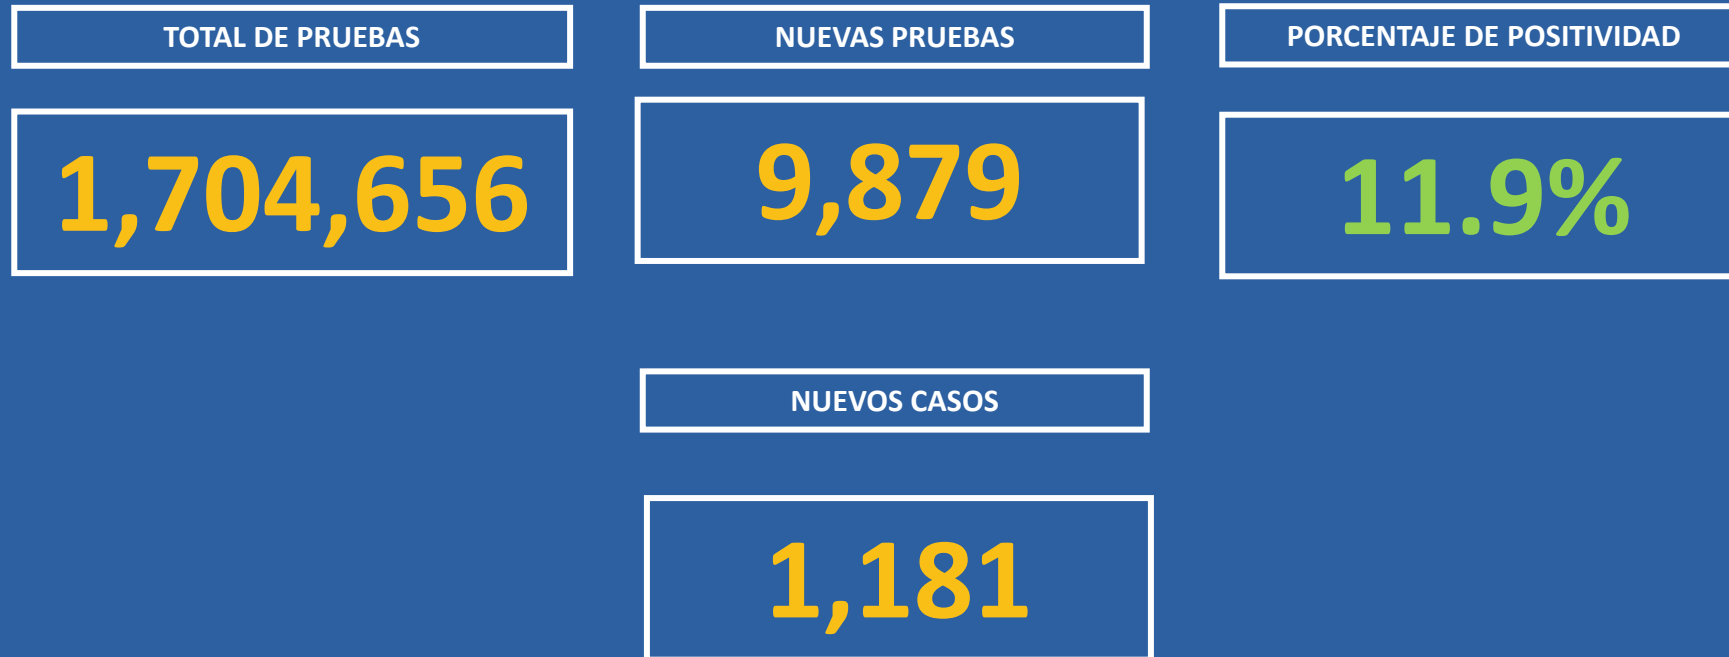 TOTAL DE PRUEBAS
1,704,656
NUEVAS PRUEBAS
9,879
PORCENTAJE DE POSITIVIDAD
11.9%
NUEVOS CASOS
1,181